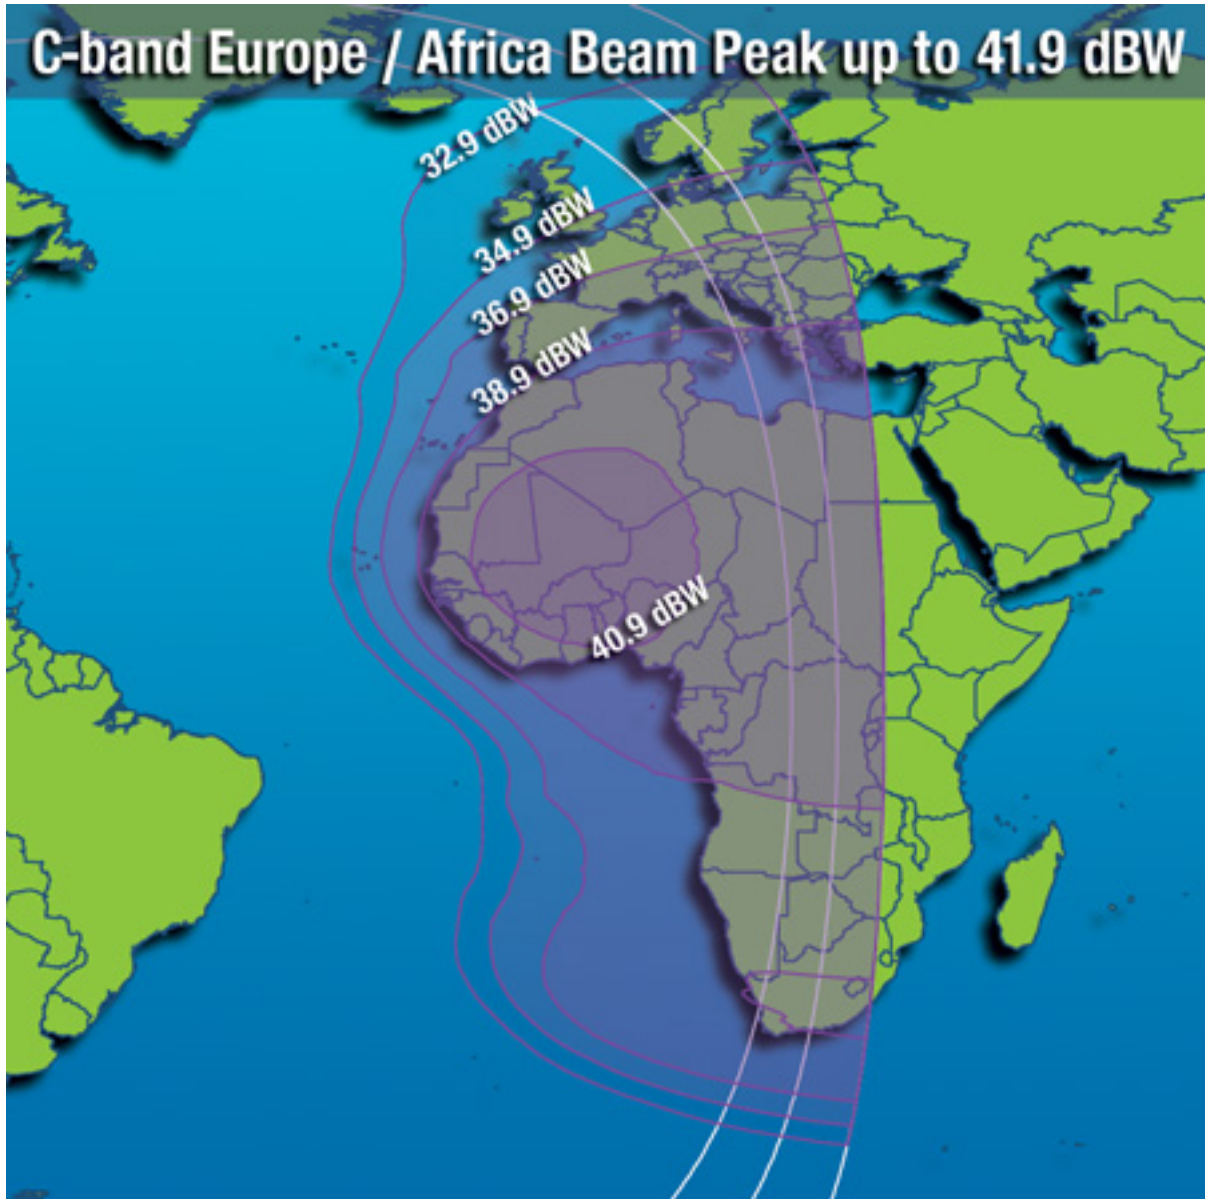 C-band Europe / Africa Beam Peak up to 41.9 dBW
32.9 dBW
34.9 dBW
36.9 dBW
38.9 dBW
40.9 dBW